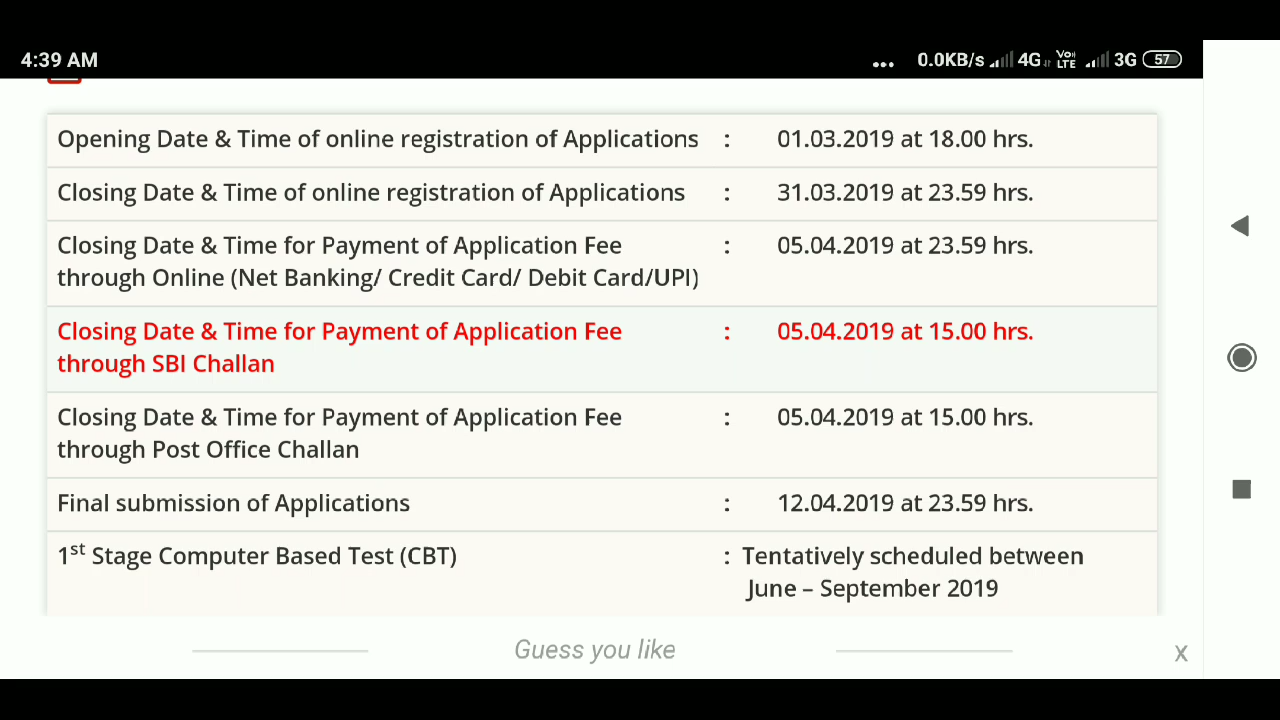 4:39 AM ... 0.0KB/s 4G VoLTE 3G 57
Opening Date & Time of online registration of Applications : 01.03.2019 at 18.00 hrs.
Closing Date & Time of online registration of Applications : 31.03.2019 at 23.59 hrs.
Closing Date & Time for Payment of Application Fee : 05.04.2019 at 23.59 hrs.
through Online (Net Banking/ Credit Card/ Debit Card/UPI)
Closing Date & Time for Payment of Application Fee : 05.04.2019 at 15.00 hrs.
through SBI Challan
Closing Date & Time for Payment of Application Fee : 05.04.2019 at 15.00 hrs.
through Post Office Challan
Final submission of Applications : 12.04.2019 at 23.59 hrs.
1st Stage Computer Based Test (CBT) : Tentatively scheduled between
June – September 2019
Guess you like X